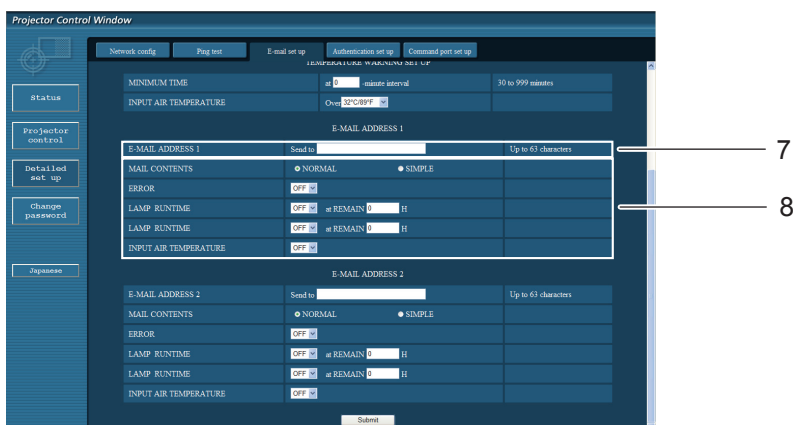 Projector Control Window
Network config Ping test E-mail set up Authentication set up Command port set up
TEMPERATURE WARNING SET UP
MINIMUM TIME at 0 -minute interval 30 to 999 minutes
INPUT AIR TEMPERATURE Over 32°C/89°F
Status
Projector control
Detailed set up
Change password
Japanese
E-MAIL ADDRESS 1
E-MAIL ADDRESS 1 Send to Up to 63 characters 7
MAIL CONTENTS NORMAL SIMPLE
ERROR OFF
LAMP RUNTIME OFF at REMAIN 0 H 8
LAMP RUNTIME OFF at REMAIN 0 H
INPUT AIR TEMPERATURE OFF
E-MAIL ADDRESS 2
E-MAIL ADDRESS 2 Send to Up to 63 characters
MAIL CONTENTS NORMAL SIMPLE
ERROR OFF
LAMP RUNTIME OFF at REMAIN 0 H
LAMP RUNTIME OFF at REMAIN 0 H
INPUT AIR TEMPERATURE OFF
Submit